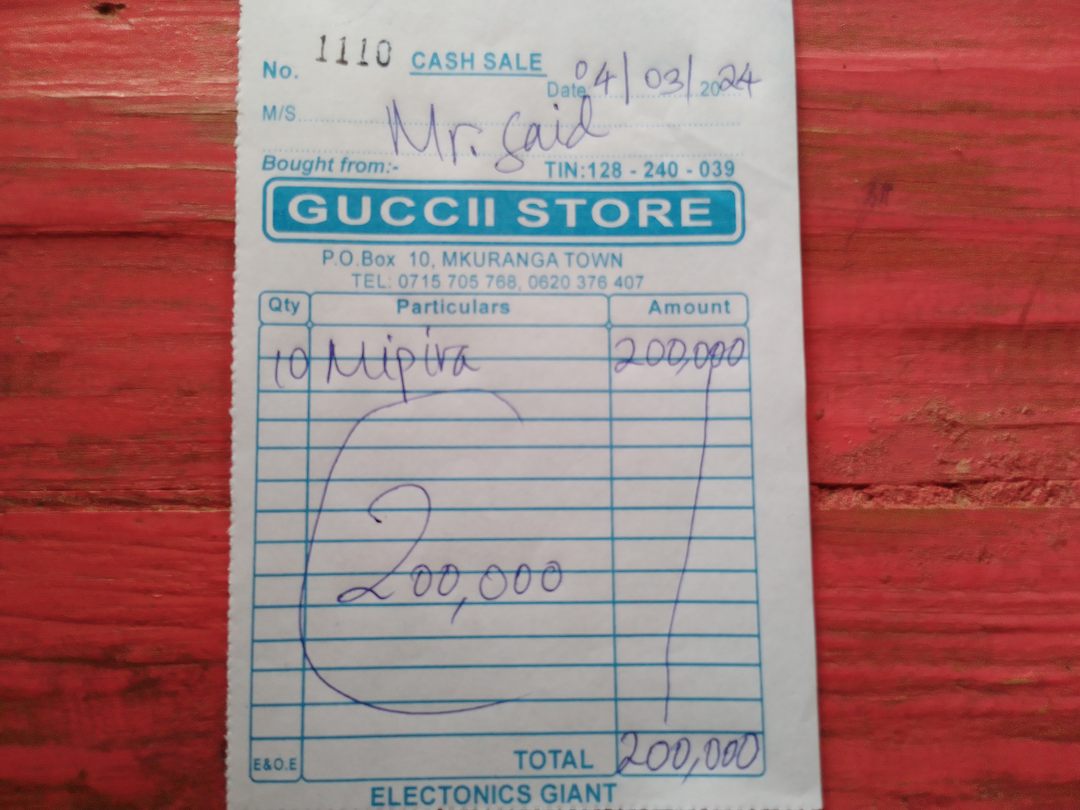 No. 1110 CASH SALE
Date 04/03/2024
M/S Mr. Said
Bought from:- TIN:128 - 240 - 039
GUCCII STORE
P.O.Box 10, MKURANGA TOWN
TEL: 0715 705 768, 0620 376 407
Qty Particulars Amount
10 Mipira 200,000
200,000
E&O.E TOTAL 200,000
ELECTONICS GIANT